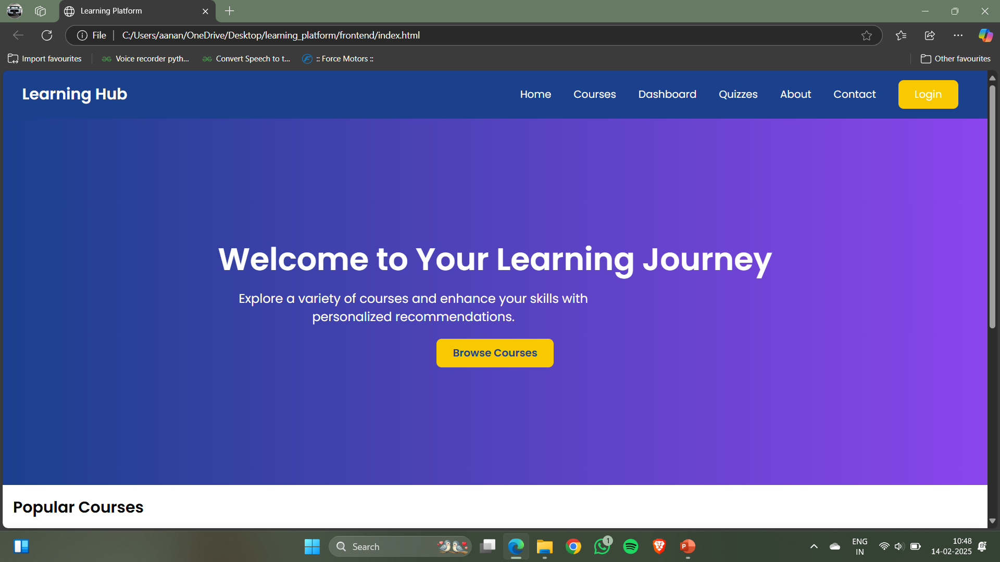 Learning Platform
File
C:/Users/aanan/OneDrive/Desktop/learning_platform/frontend/index.html
Import favourites
Voice recorder pyth...
Convert Speech to t...
:: Force Motors ::
Other favourites
Learning Hub
Home
Courses
Dashboard
Quizzes
About
Contact
Login
Welcome to Your Learning Journey
Explore a variety of courses and enhance your skills with
personalized recommendations.
Browse Courses
Popular Courses
Search
1
ENG
IN
10:48
14-02-2025